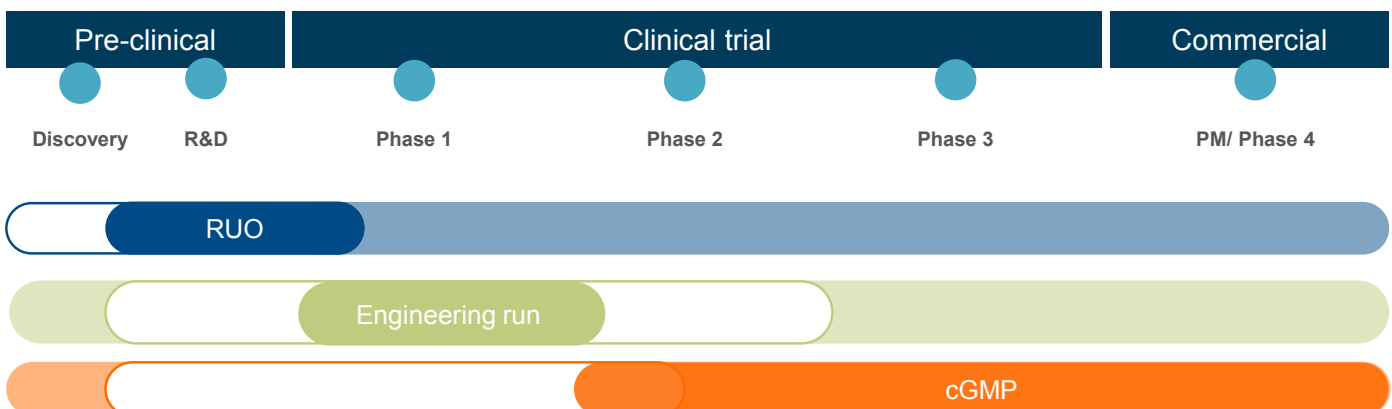 Pre-clinical Clinical trial Commercial
Discovery R&D Phase 1 Phase 2 Phase 3 PM/ Phase 4
RUO
Engineering run
cGMP